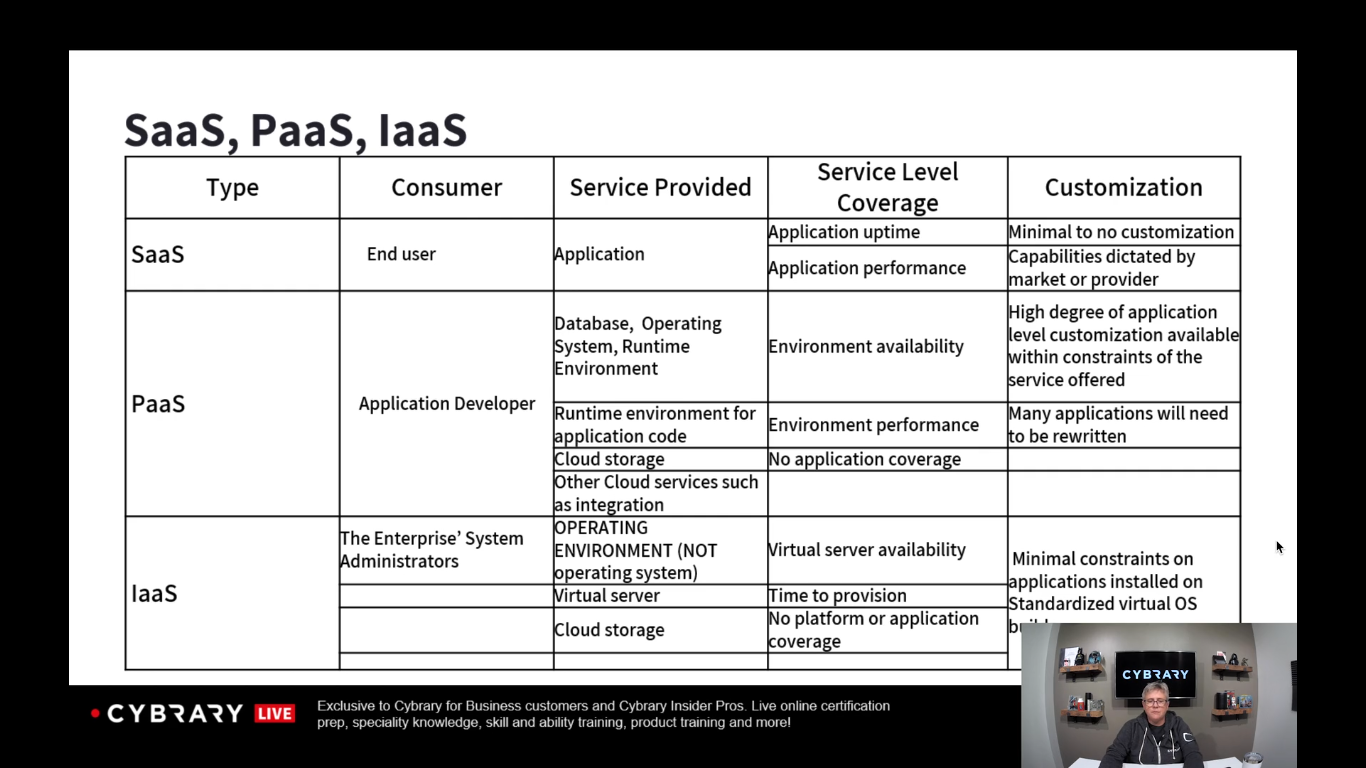 SaaS, PaaS, IaaS
Type
Consumer
Service Provided
Service Level
Coverage
Customization
SaaS
End user
Application
Application uptime
Minimal to no customization
Application performance
Capabilities dictated by
market or provider
PaaS
Application Developer
Database,  Operating
System, Runtime
Environment
Environment availability
High degree of application
level customization available
within constraints of the
service offered
Runtime environment for
application code
Environment performance
Many applications will need
to be rewritten
Cloud storage
No application coverage
Other Cloud services such
as integration
IaaS
The Enterprise’ System
Administrators
OPERATING
ENVIRONMENT (NOT
operating system)
Virtual server availability
Minimal constraints on
applications installed on
Standardized virtual OS
Virtual server
Time to provision
Cloud storage
No platform or application
coverage
CYBRARY LIVE
Exclusive to Cybrary for Business customers and Cybrary Insider Pros. Live online certification
prep, speciality knowledge, skill and ability training, product training and more!
CYBRARY